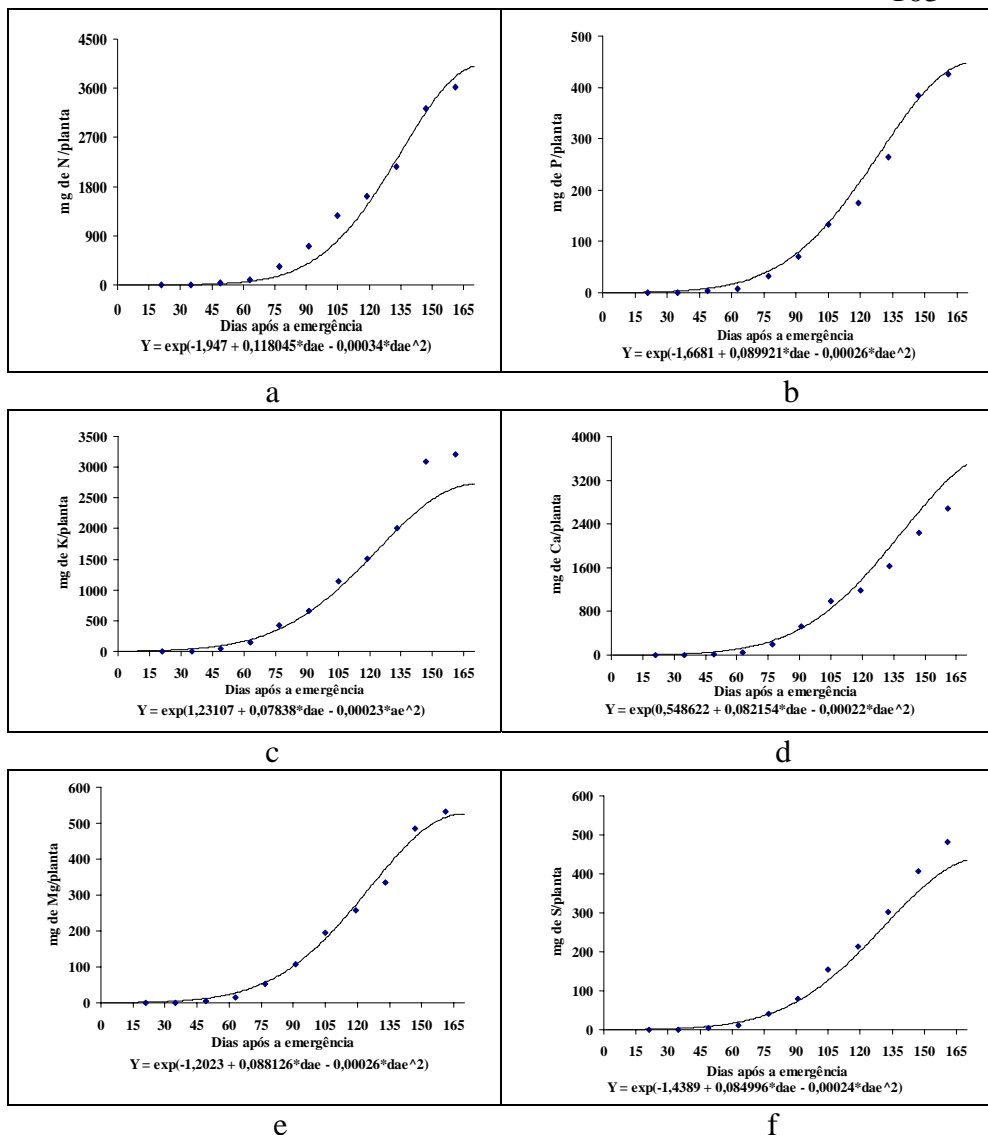 4500
3600
2700
1800
900
0
mg de N/planta
0 15 30 45 60 75 90 105 120 135 150 165
Dias após a emergência
Y = exp(-1,947 + 0,118045*dae - 0,00034*dae^2)
500
400
300
200
100
0
mg de P/planta
0 15 30 45 60 75 90 105 120 135 150 165
Dias após a emergência
Y = exp(-1,6681 + 0,089921*dae - 0,00026*dae^2)
a
b
3500
3000
2500
2000
1500
1000
500
0
mg de K/planta
0 15 30 45 60 75 90 105 120 135 150 165
Dias após a emergência
Y = exp(1,23107 + 0,07838*dae - 0,00023*ae^2)
4000
3200
2400
1600
800
0
mg de Ca/planta
0 15 30 45 60 75 90 105 120 135 150 165
Dias após a emergência
Y = exp(0,548622 + 0,082154*dae - 0,00022*dae^2)
c
d
600
500
400
300
200
100
0
mg de Mg/planta
0 15 30 45 60 75 90 105 120 135 150 165
Dias após a emergência
Y = exp(-1,2023 + 0,088126*dae - 0,00026*dae^2)
600
500
400
300
200
100
0
mg de S/planta
0 15 30 45 60 75 90 105 120 135 150 165
Dias após a emergência
Y = exp(-1,4389 + 0,084996*dae - 0,00024*dae^2)
e
f